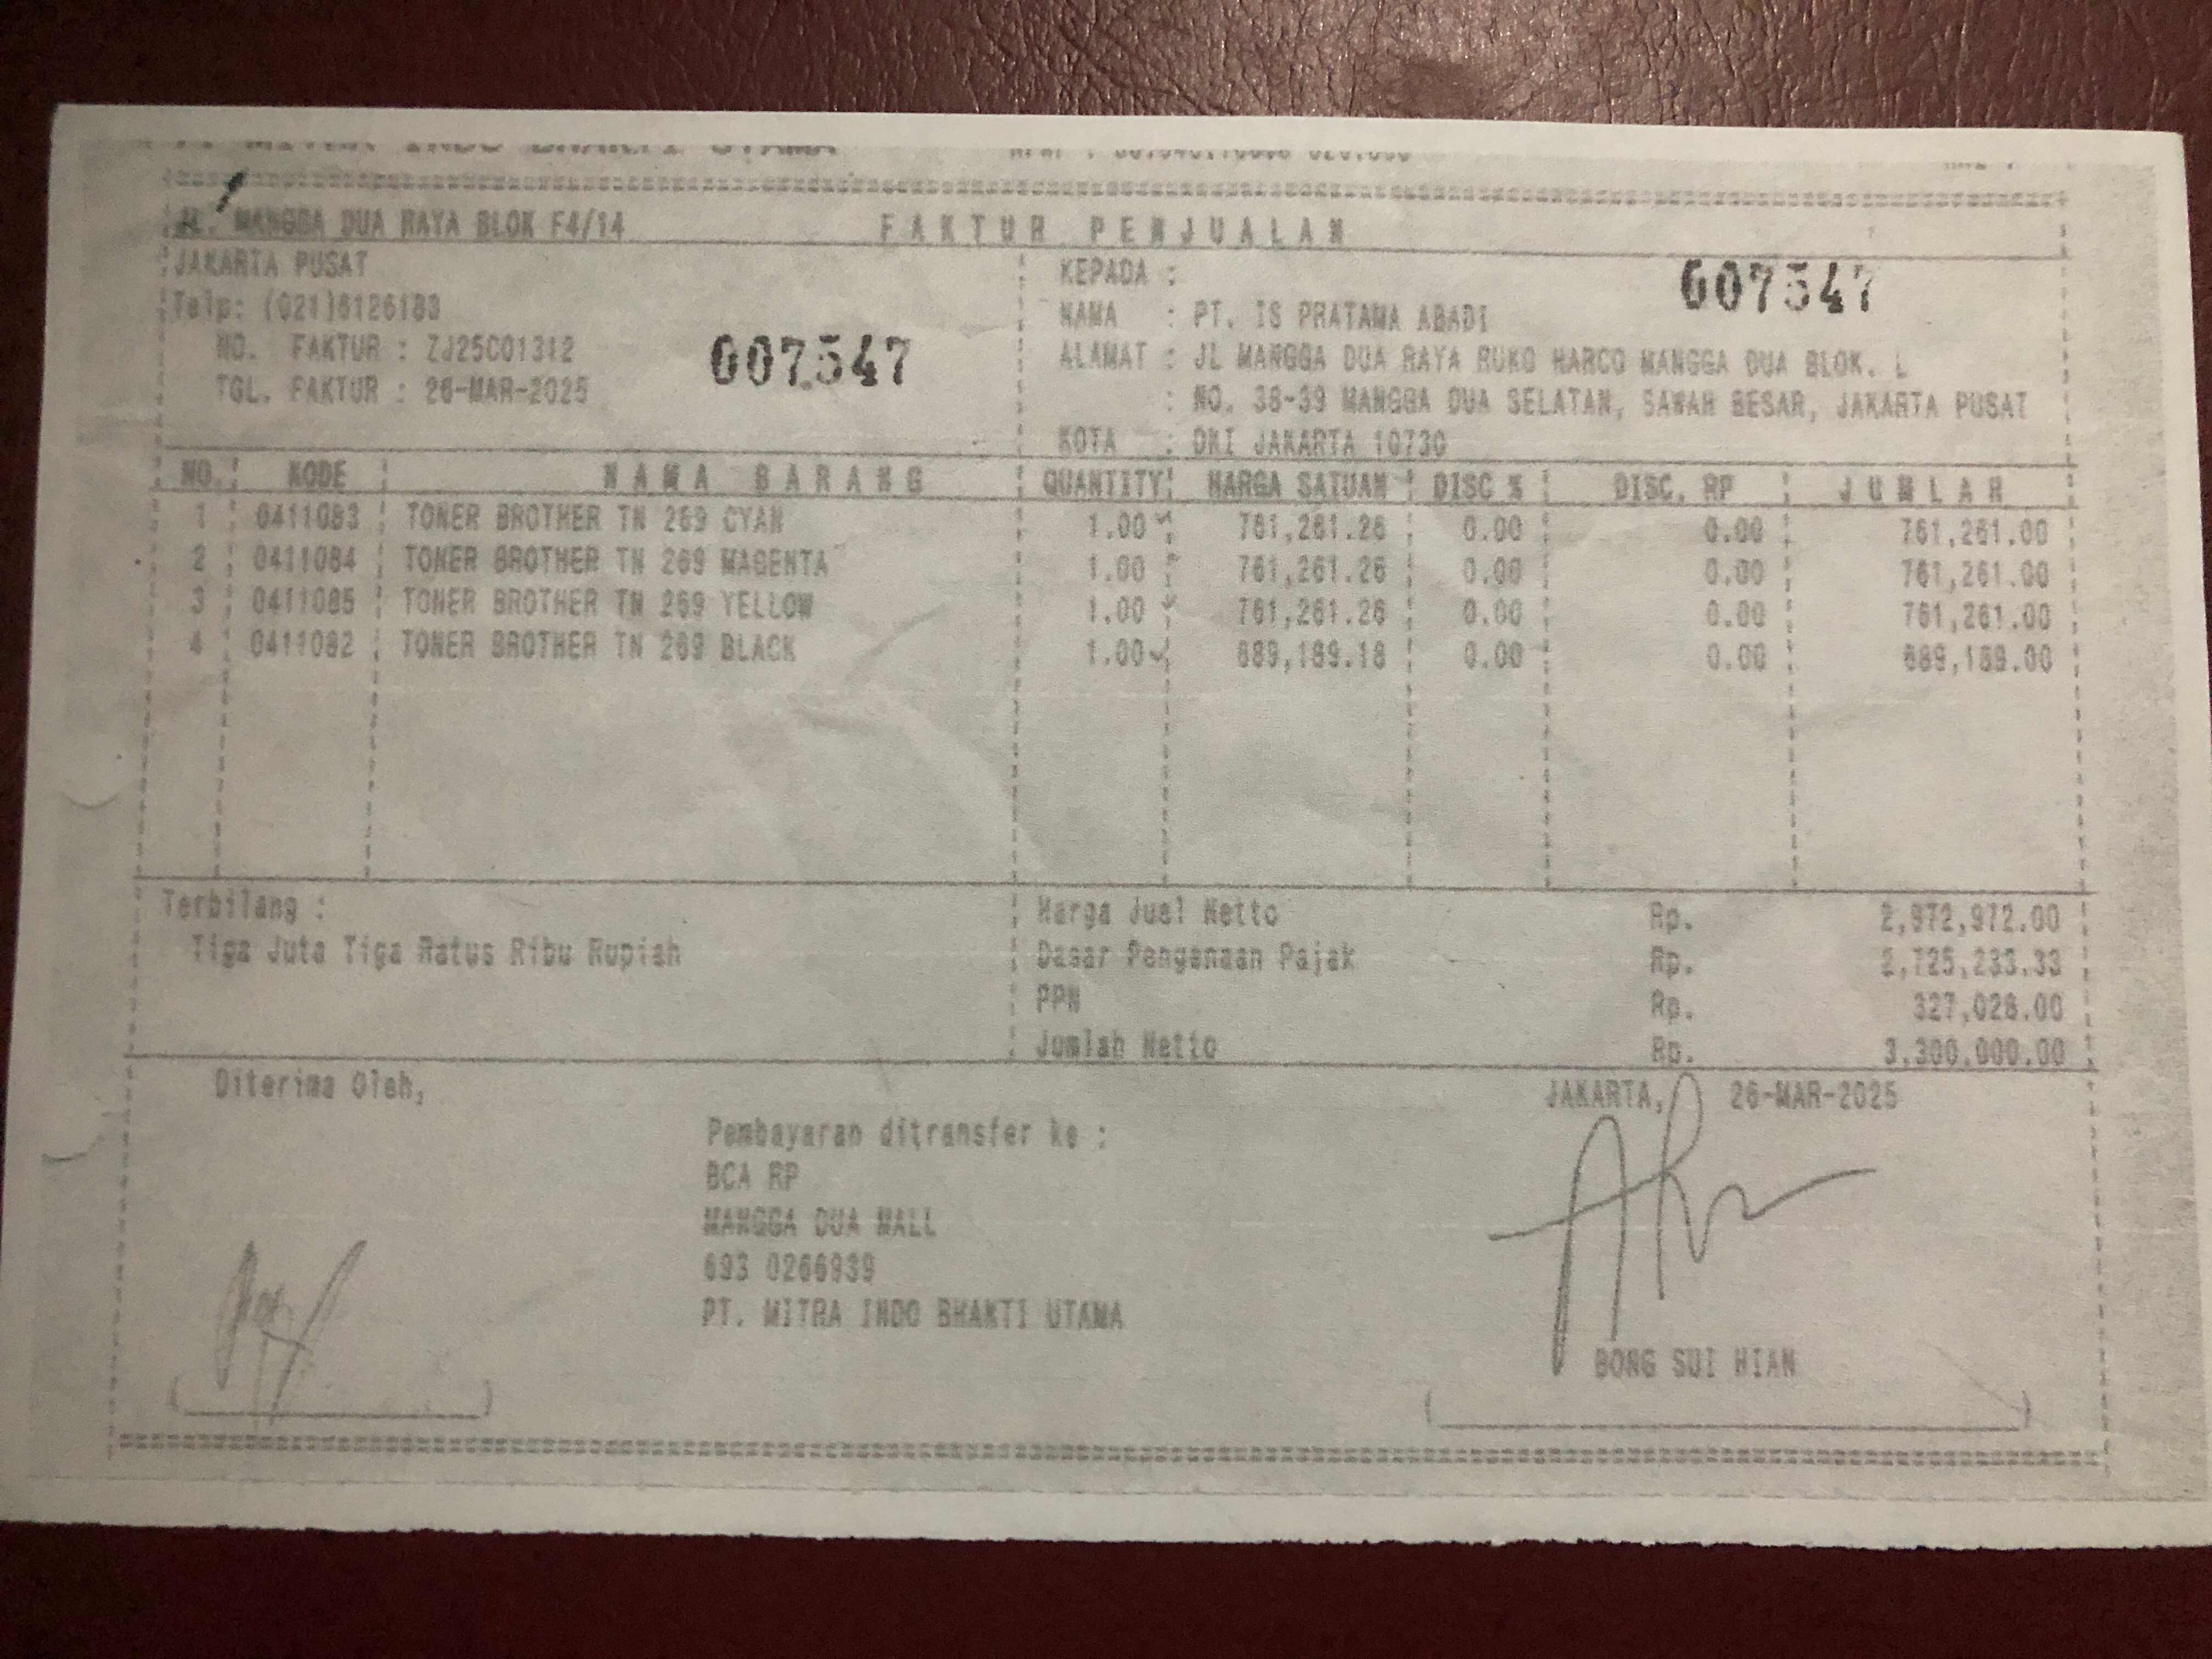 JL. MANGGA DUA RAYA BLOK F4/14
FAKTUR PENJUALAN
JAKARTA PUSAT
Telp: (021)6126183
NO. FAKTUR : ZJ25C01312
TGL. FAKTUR : 26-MAR-2025
007547
KEPADA :
007547
NAMA : PT. IS PRATAMA ABADI
ALAMAT : JL MANGGA DUA RAYA RUKO HARCO MANGGA DUA BLOK. L
: NO. 38-39 MANGGA DUA SELATAN, SAWAH BESAR, JAKARTA PUSAT
KOTA : DKI JAKARTA 10730
NO. KODE NAMA BARANG QUANTITY HARGA SATUAN DISC % DISC. RP JUMLAH
1 0411083 TONER BROTHER TN 269 CYAN 1.00 761,261.26 0.00 0.00 761,261.00
2 0411084 TONER BROTHER TN 269 MAGENTA 1.00 761,261.26 0.00 0.00 761,261.00
3 0411085 TONER BROTHER TN 269 YELLOW 1.00 761,261.26 0.00 0.00 761,261.00
4 0411082 TONER BROTHER TN 269 BLACK 1.00 689,189.18 0.00 0.00 689,189.00
Terbilang :
Tiga Juta Tiga Ratus Ribu Rupiah
Harga Jual Netto Rp. 2,972,972.00
Dasar Pengenaan Pajak Rp. 2,725,233.33
PPN Rp. 327,028.00
Jumlah Netto Rp. 3,300,000.00
Diterima Oleh,
JAKARTA, 26-MAR-2025
Pembayaran ditransfer ke :
BCA RP
MANGGA DUA MALL
693 0266939
PT. MITRA INDO BHAKTI UTAMA
BONG SUI HIAN